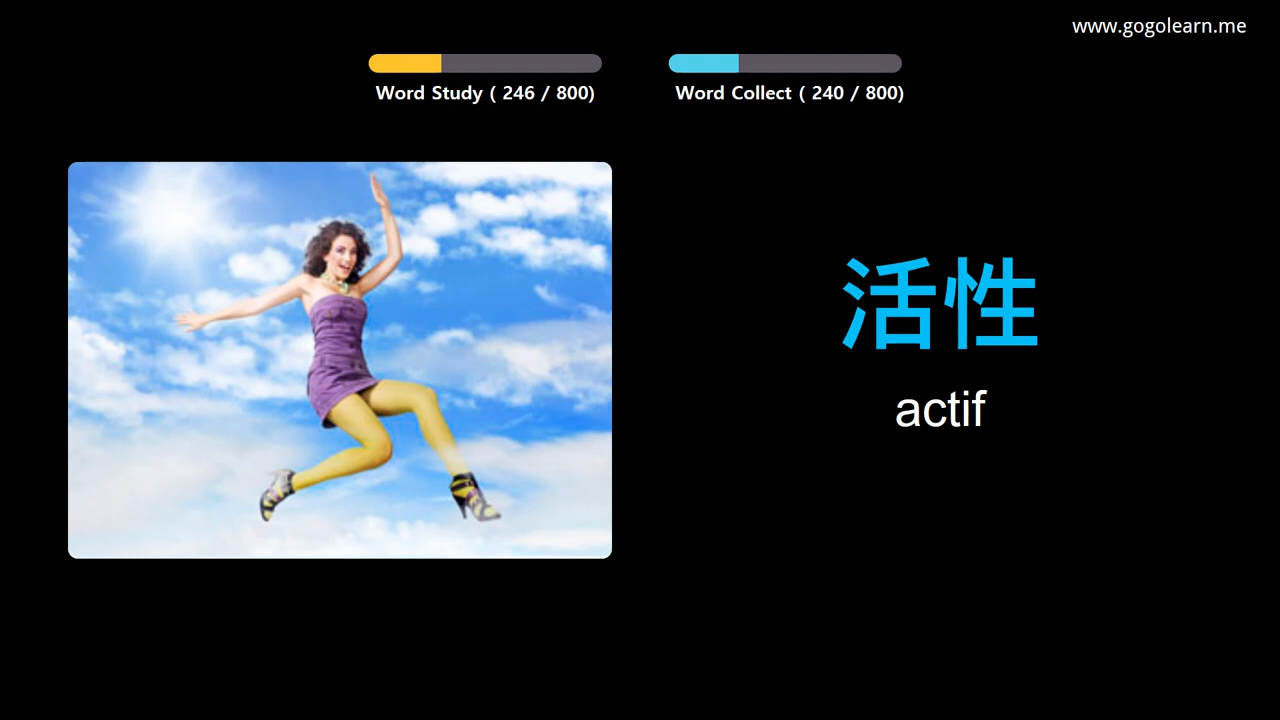 www.gogolearn.me
Word Study ( 246 / 800)
Word Collect ( 240 / 800)
活性
actif